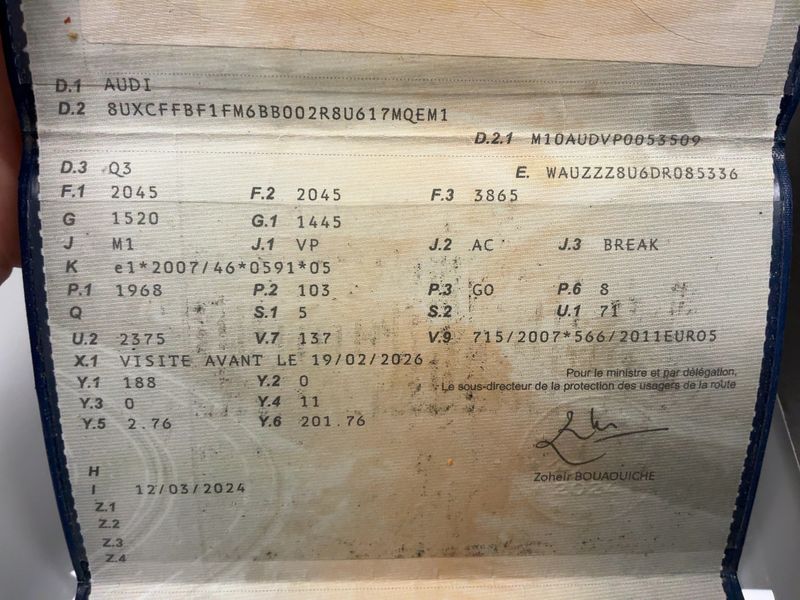 D.1 AUDI
D.2 8UXCFFBF1FM6BB002R8U617MQEM1
D.2.1 M10AUDVP0053509
D.3 Q3 E. WAUZZZ8U6DR085336
F.1 2045 F.2 2045 F.3 3865
G 1520 G.1 1445
J M1 J.1 VP J.2 AC J.3 BREAK
K e1*2007/46*0591*05
P.1 1968 P.2 103 P.3 GO P.6 8
Q S.1 5 S.2 U.1 71
U.2 2375 V.7 137 V.9 715/2007*566/2011EURO5
X.1 VISITE AVANT LE 19/02/2026
Pour le ministre et par délégation,
Y.1 188 Y.2 0
Le sous-directeur de la protection des usagers de la route
Y.3 0 Y.4 11
Y.5 2.76 Y.6 201.76
Zoheir BOUAOUICHE
H
I 12/03/2024
Z.1
Z.2
Z.3
Z.4